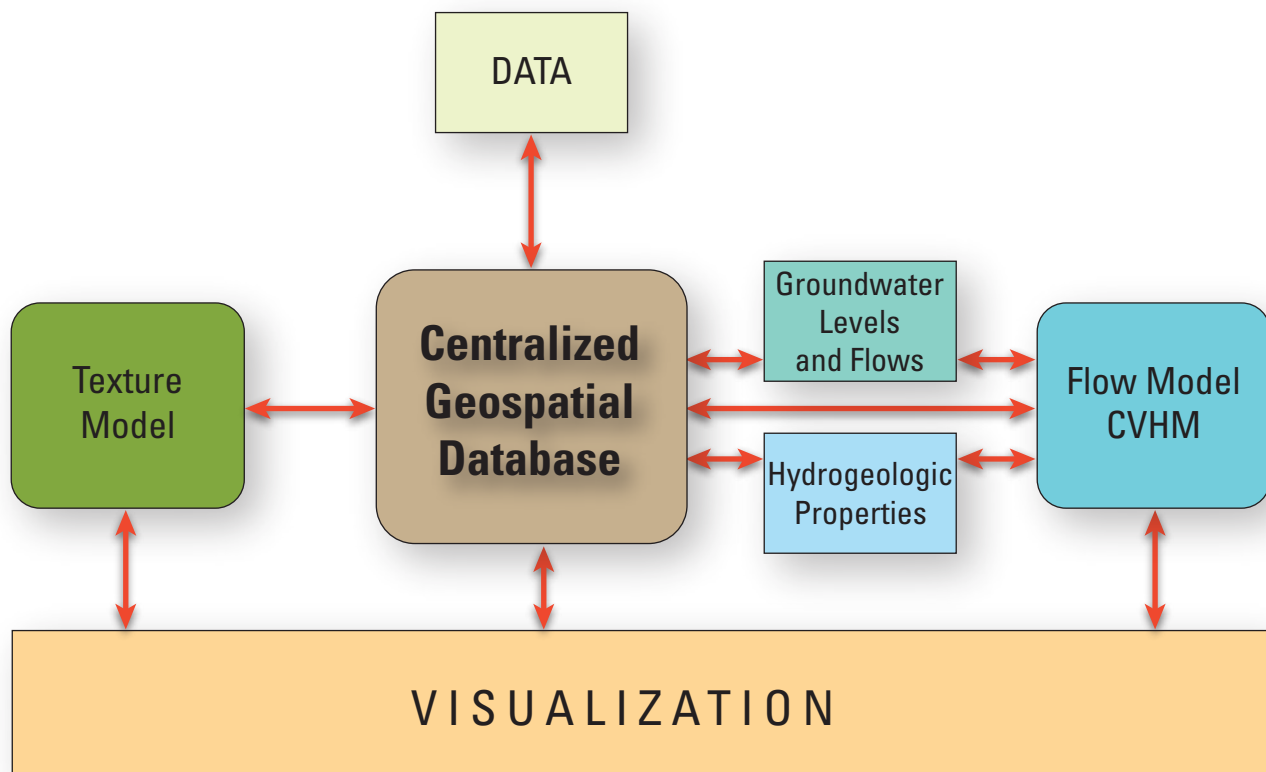 DATA
Texture
Model
Centralized
Geospatial
Database
Groundwater
Levels
and Flows
Hydrogeologic
Properties
Flow Model
CVHM
VISUALIZATION